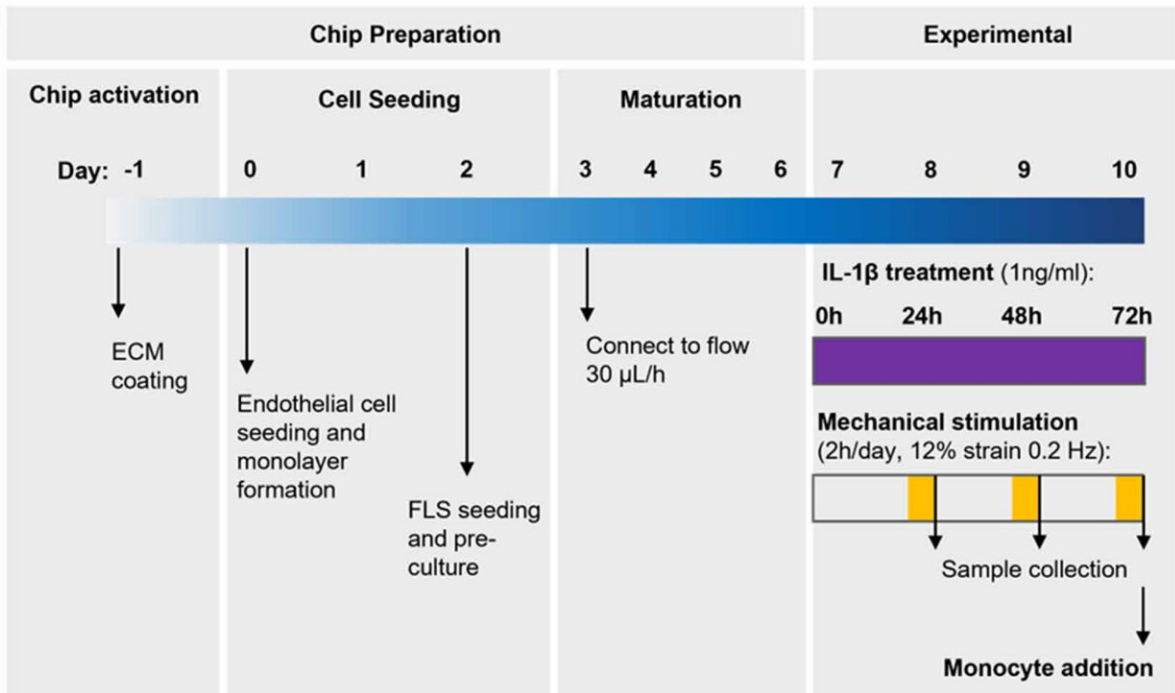 Chip Preparation
Experimental
Chip activation
Cell Seeding
Maturation
Day: -1 0 1 2 3 4 5 6 7 8 9 10
ECM
coating
Endothelial cell
seeding and
monolayer
formation
FLS seeding
and pre-
culture
Connect to flow
30 µL/h
IL-1β treatment (1ng/ml):
0h 24h 48h 72h
Mechanical stimulation
(2h/day, 12% strain 0.2 Hz):
Sample collection
Monocyte addition